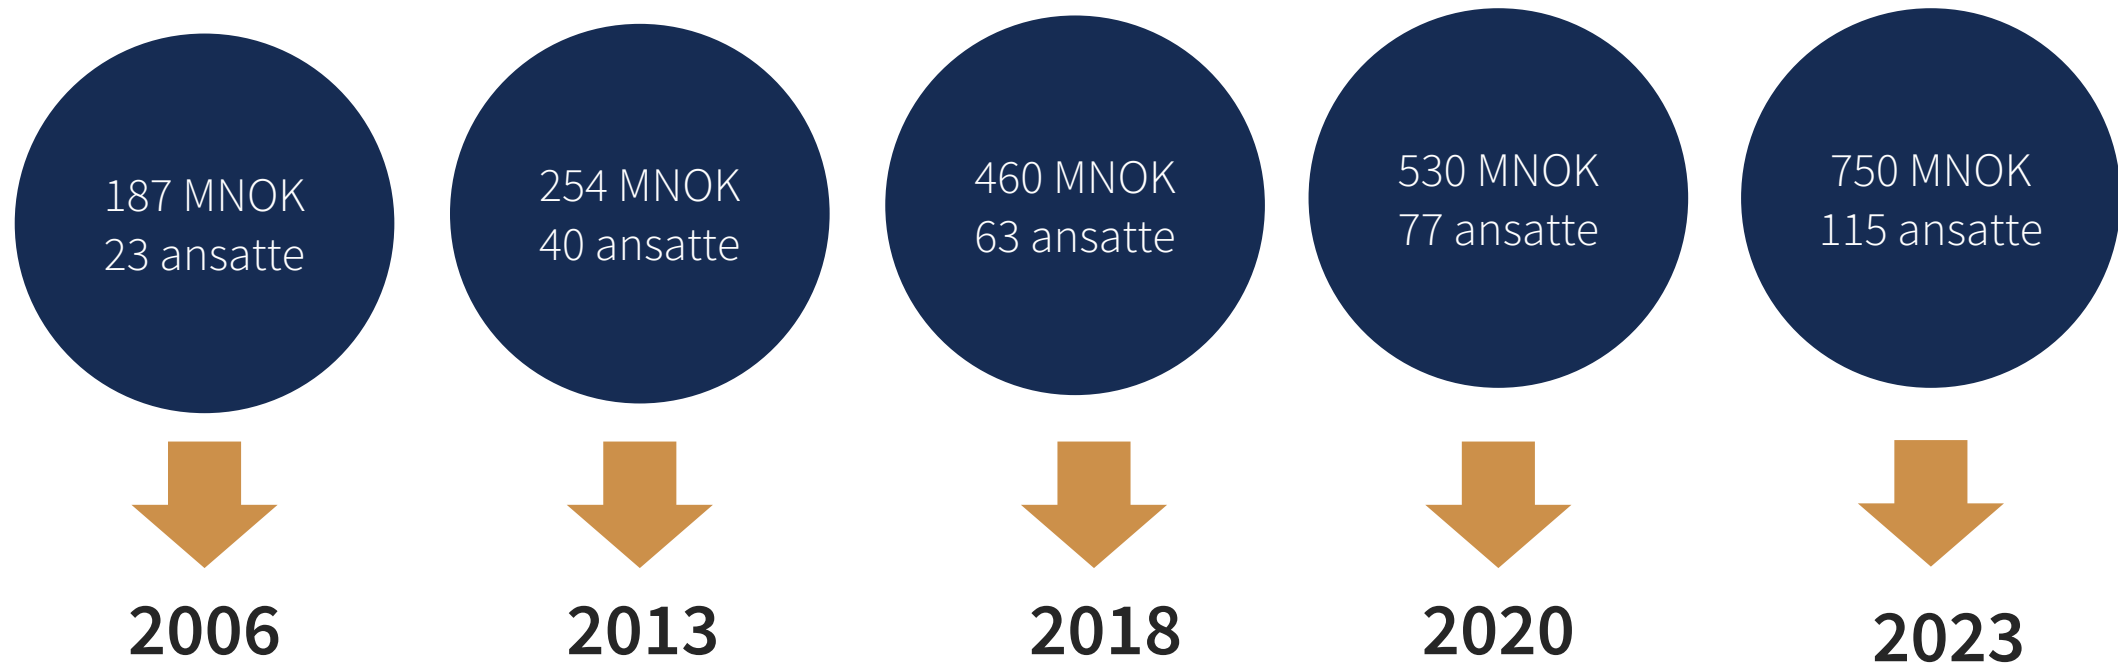 187 MNOK
23 ansatte
254 MNOK
40 ansatte
460 MNOK
63 ansatte
530 MNOK
77 ansatte
750 MNOK
115 ansatte
2006
2013
2018
2020
2023